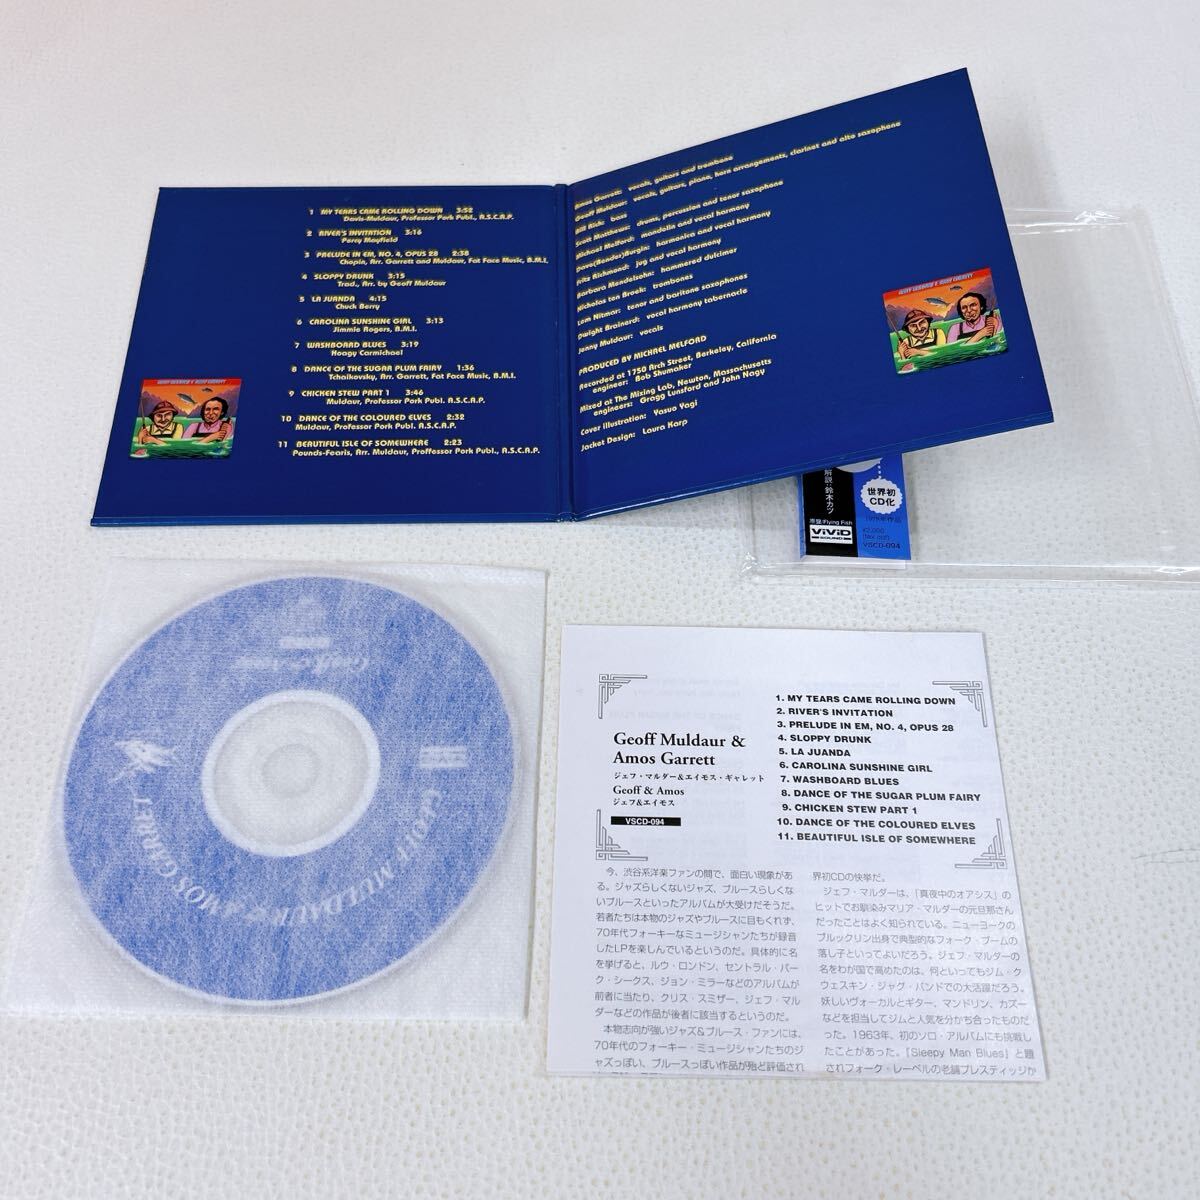 1 MY TEARS CAME ROLLING DOWN 3:52
Davis-Muldaur, Professor Pork Publ., A.S.C.A.P.
2 RIVER'S INVITATION 3:16
Percy Mayfield
3 PRELUDE IN EM, NO. 4, OPUS 28 2:38
Chopin, Arr. Garrett and Muldaur, Fat Face Music, B.M.I.
4 SLOPPY DRUNK 3:15
Trad., Arr. by Geoff Muldaur
5 LA JUANDA 4:15
Chuck Berry
6 CAROLINA SUNSHINE GIRL 3:13
Jimmie Rogers, B.M.I.
7 WASHBOARD BLUES 3:19
Hoagy Carmichael
8 DANCE OF THE SUGAR PLUM FAIRY 1:36
Tchaikovsky, Arr. Garrett, Fat Face Music, B.M.I.
9 CHICKEN STEW PART 1 3:46
Muldaur, Professor Pork Publ. A.S.C.A.P.
10 DANCE OF THE COLOURED ELVES 2:32
Muldaur, Professor Pork Publ. A.S.C.A.P.
11 BEAUTIFUL ISLE OF SOMEWHERE 2:23
Pounds-Fearis, Arr. Muldaur, Proffessor Pork Publ., A.S.C.A.P.
GEOFF MULDAUR & AMOS GARRETT
Amos Garrett: vocals, guitars and trombone
Geoff Muldaur: vocals, guitars, piano, horn arrangements, clarinet and alto saxophone
Bill Rich: bass
Scott Matthews: drums, percussion and tenor saxophone
Michael Melford: mandolin and vocal harmony
Dave(Bender)Burgin: harmonica and vocal harmony
Fritz Richmond: jug and vocal harmony
Barbara Mendelsohn: hammered dulcimer
Nicholas ten Broek: trombones
Lem Nitmar: tenor and baritone saxophones
Dwight Brainerd: vocal harmony tabernacle
Jenny Muldaur: vocals
PRODUCED BY MICHAEL MELFORD
Recorded at 1750 Arch Street, Berkeley, California
engineer: Bob Shumaker
Mixed at The Mixing Lab, Newton, Massachusetts
engineers: Gragg Lunsford and John Nagy
Cover illustration: Yasuo Yagi
Jacket Design: Laura Karp
GEOFF MULDAUR & AMOS GARRETT
解説:鈴木カツ
世界初
CD化
原盤:Flying Fish
ViViD
SOUND
¥2,000
(tax out)
VSCD-094
Geoff & Amos
GEOFF MULDAUR
AMOS GARRETT
Geoff Muldaur &
Amos Garrett
ジェフ・マルダー&エイモス・ギャレット
Geoff & Amos
ジェフ&エイモス
VSCD-094
1. MY TEARS CAME ROLLING DOWN
2. RIVER'S INVITATION
3. PRELUDE IN EM, NO. 4, OPUS 28
4. SLOPPY DRUNK
5. LA JUANDA
6. CAROLINA SUNSHINE GIRL
7. WASHBOARD BLUES
8. DANCE OF THE SUGAR PLUM FAIRY
9. CHICKEN STEW PART 1
10. DANCE OF THE COLOURED ELVES
11. BEAUTIFUL ISLE OF SOMEWHERE
今、渋谷系洋楽ファンの間で、面白い現象があ
る。ジャズらしくないジャズ、ブルースらしくな
いブルースといったアルバムが大受けだそうだ。
若者たちは本物のジャズやブルースに目もくれず、
70年代フォーキーなミュージシャンたちが録音
したLPを楽しんでいるというのだ。具体的に名
を挙げると、ルウ・ロンドン、セントラル・パー
ク・シークス、ジョン・ミラーなどのアルバムが
前者に当たり、クリス・スミザー、ジェフ・マル
ダーなどの作品が後者に該当するというのだ。
本物志向が強いジャズ&ブルース・ファンには、
70年代のフォーキー・ミュージシャンたちのジ
ャズっぽい、ブルースっぽい作品が殆ど評価され
界初CDの快挙だ。
ジェフ・マルダーは、「真夜中のオアシス」の
ヒットでお馴染みマリア・マルダーの元旦那さん
だったことはよく知られている。ニューヨークの
ブルックリン出身で典型的なフォーク・ブームの
落し子といってよいだろう。ジェフ・マルダーの
名をわが国で高めたのは、何といってもジム・ク
ウェスキン・ジャグ・バンドでの大活躍だろう。
妖しいヴォーカルとギター、マンドリン、カズー
などを担当してジムと人気を分かち合ったものだ
った。1963年、初のソロ・アルバムにも挑戦し
たことがあった。『Sleepy Man Blues』と題
されフォーク・レーベルの老舗プレスティッジか